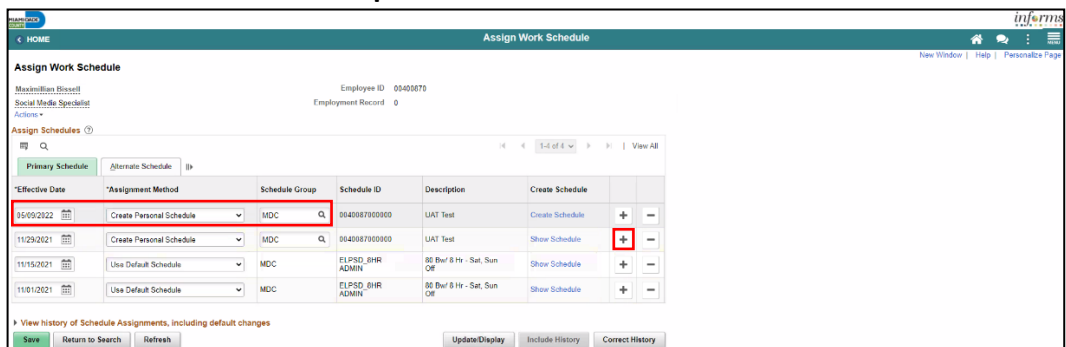 MIAMI-DADE
COUNTY
informs
HOME
Assign Work Schedule
MENU
New Window | Help | Personalize Page
Assign Work Schedule
Maximillian Bissell
Employee ID 00400870
Social Media Specialist
Employment Record 0
Actions
Assign Schedules
1-4 of 4
View All
Primary Schedule
Alternate Schedule
*Effective Date *Assignment Method Schedule Group Schedule ID Description Create Schedule
05/09/2022 Create Personal Schedule MDC 0040087000000 UAT Test Create Schedule + −
11/29/2021 Create Personal Schedule MDC 0040087000000 UAT Test Show Schedule + −
11/15/2021 Use Default Schedule MDC ELPSD_8HR ADMIN 80 Bw/ 8 Hr - Sat, Sun Off Show Schedule + −
11/01/2021 Use Default Schedule MDC ELPSD_8HR ADMIN 80 Bw/ 8 Hr - Sat, Sun Off Show Schedule + −
View history of Schedule Assignments, including default changes
Save Return to Search Refresh Update/Display Include History Correct History